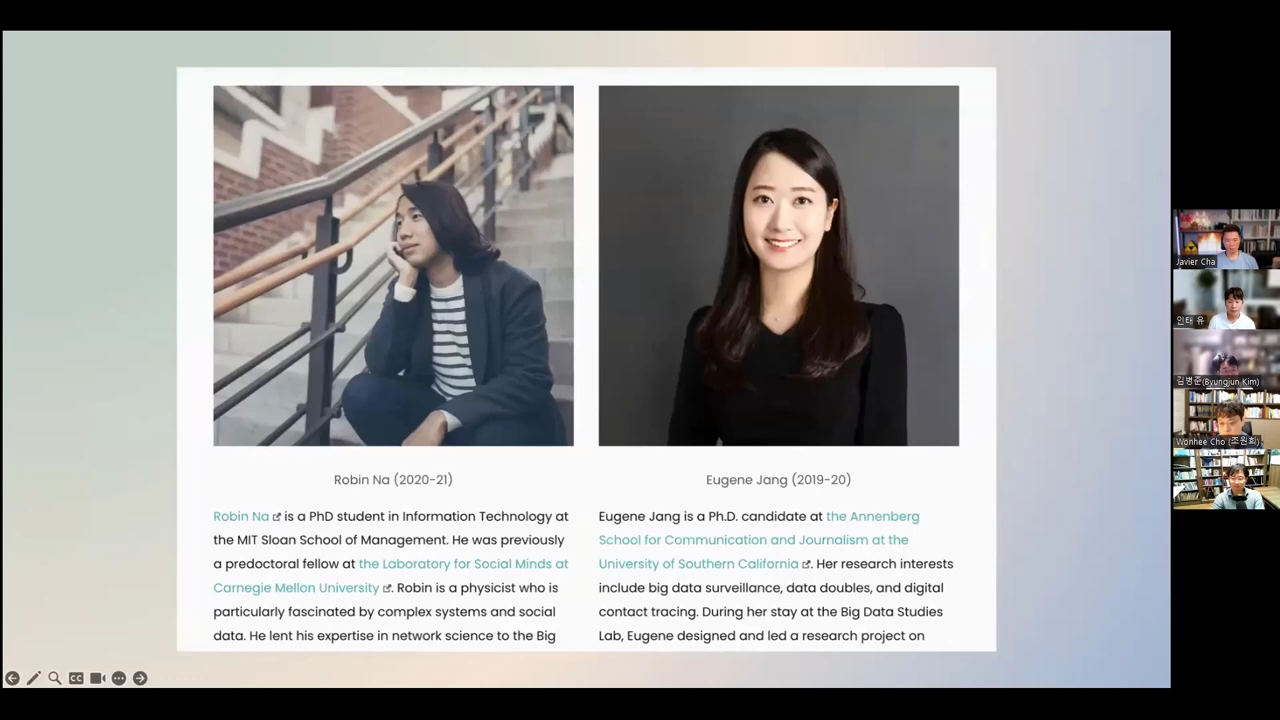 Robin Na (2020-21)
Robin Na is a PhD student in Information Technology at
the MIT Sloan School of Management. He was previously
a predoctoral fellow at the Laboratory for Social Minds at
Carnegie Mellon University. Robin is a physicist who is
particularly fascinated by complex systems and social
data. He lent his expertise in network science to the Big
Eugene Jang (2019-20)
Eugene Jang is a Ph.D. candidate at the Annenberg
School for Communication and Journalism at the
University of Southern California. Her research interests
include big data surveillance, data doubles, and digital
contact tracing. During her stay at the Big Data Studies
Lab, Eugene designed and led a research project on
Javier Cha
인태 유
김병준(Byungjun Kim)
Wonhee Cho (조원희)
CC